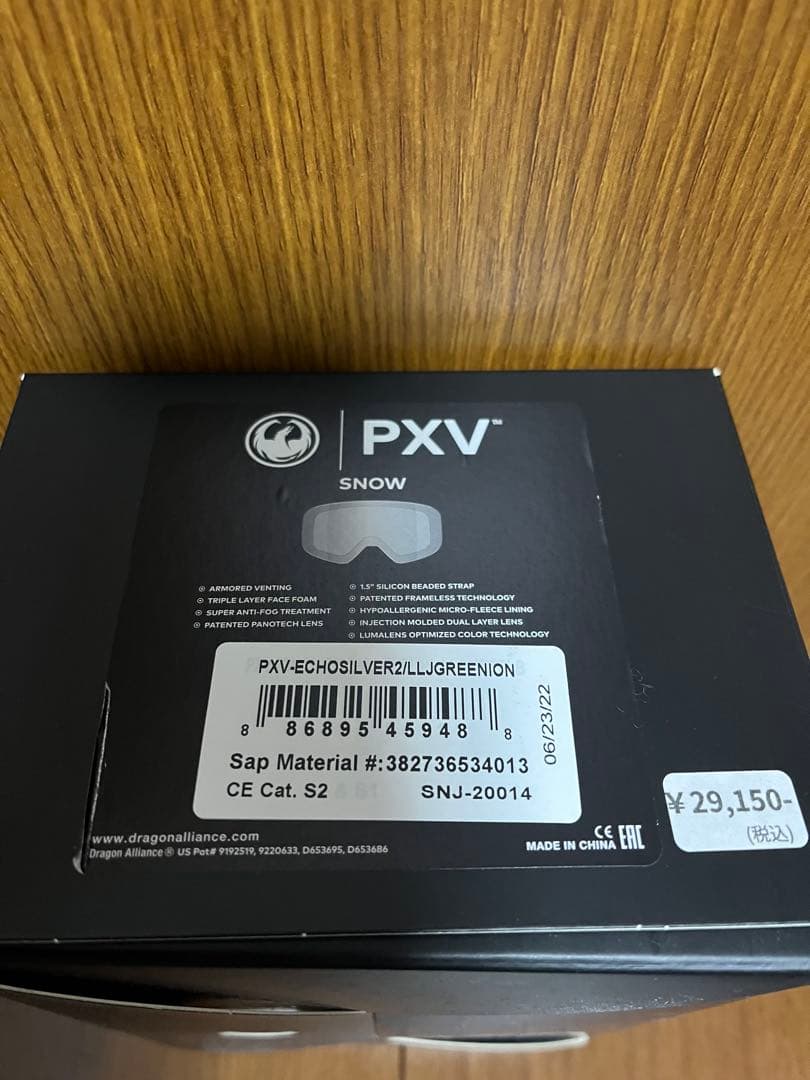 PXV™
SNOW
ARMORED VENTING
TRIPLE LAYER FACE FOAM
SUPER ANTI-FOG TREATMENT
PATENTED PANOTECH LENS
1.5" SILICON BEADED STRAP
PATENTED FRAMELESS TECHNOLOGY
HYPOALLERGENIC MICRO-FLEECE LINING
INJECTION MOLDED DUAL LAYER LENS
LUMALENS OPTIMIZED COLOR TECHNOLOGY
PXV-ECHOSILVER2/LLJGREENION
8 86895 45948 8
06/23/22
Sap Material #:382736534013
CE Cat. S2
SNJ-20014
¥29,150-
(税込)
www.dragonalliance.com
Dragon Alliance® US Pat# 9192519, 9220633, D653695, D653686
MADE IN CHINA CE EAC